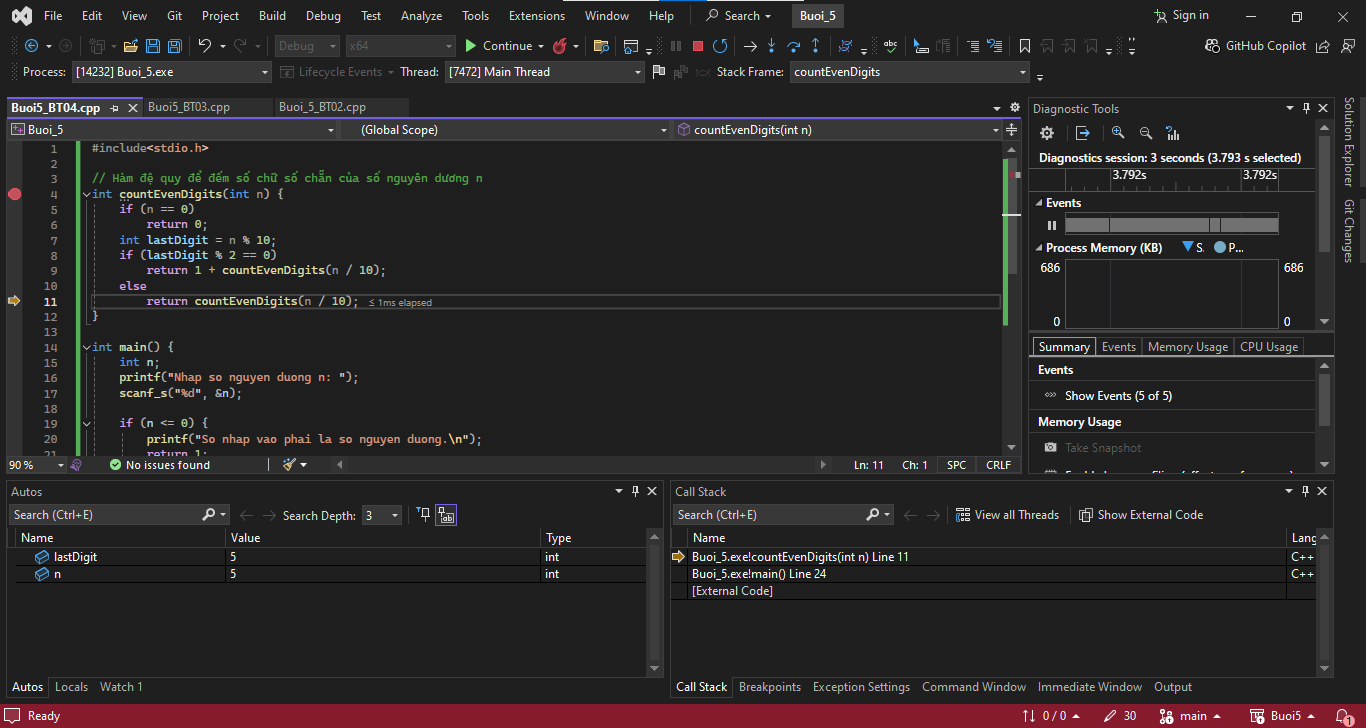 File Edit View Git Project Build Debug Test Analyze Tools Extensions Window Help Search Buoi_5 Sign in
Debug x64 Continue GitHub Copilot
Process: [14232] Buoi_5.exe Lifecycle Events Thread: [7472] Main Thread Stack Frame: countEvenDigits
Buoi5_BT04.cpp Buoi5_BT03.cpp Buoi_5_BT02.cpp
Buoi_5 (Global Scope) countEvenDigits(int n)
1 #include<stdio.h>
2
3 // Hàm đệ quy để đếm số chữ số chẵn của số nguyên dương n
4 int countEvenDigits(int n) {
5 if (n == 0)
6 return 0;
7 int lastDigit = n % 10;
8 if (lastDigit % 2 == 0)
9 return 1 + countEvenDigits(n / 10);
10 else
11 return countEvenDigits(n / 10); ≤ 1ms elapsed
12 }
13
14 int main() {
15 int n;
16 printf("Nhap so nguyen duong n: ");
17 scanf_s("%d", &n);
18
19 if (n <= 0) {
20 printf("So nhap vao phai la so nguyen duong.\n");
21 return 1;
90 % No issues found Ln: 11 Ch: 1 SPC CRLF
Diagnostic Tools
Diagnostics session: 3 seconds (3.793 s selected)
3.792s 3.792s
Events
Process Memory (KB) S. P...
686 686
0 0
Summary Events Memory Usage CPU Usage
Events
Show Events (5 of 5)
Memory Usage
Take Snapshot
Solution Explorer
Git Changes
Autos
Search (Ctrl+E) Search Depth: 3
Name Value Type
lastDigit 5 int
n 5 int
Autos Locals Watch 1
Call Stack
Search (Ctrl+E) View all Threads Show External Code
Name Lang
Buoi_5.exe!countEvenDigits(int n) Line 11 C++
Buoi_5.exe!main() Line 24 C++
[External Code]
Call Stack Breakpoints Exception Settings Command Window Immediate Window Output
Ready 0 / 0 30 main Buoi5 1